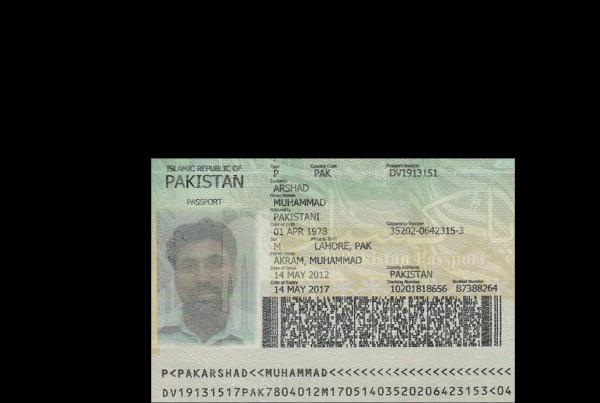 ISLAMIC REPUBLIC OF
PAKISTAN
PASSPORT
Type Country Code Passport Number
P PAK DV1913151
Surname
ARSHAD
Given Names
MUHAMMAD
Nationality
PAKISTANI
Date of Birth Citizenship Number
01 APR 1978 35202-0642315-3
Sex Place of Birth
M LAHORE, PAK
Father Name
AKRAM, MUHAMMAD
Date of Issue Issuing Authority
14 MAY 2012 PAKISTAN
Date of Expiry Tracking Number Booklet Number
14 MAY 2017 10201818656 B7388264
Pakistan Passport
P<PAKARSHAD<<MUHAMMAD<<<<<<<<<<<<<<<<<<<<<<<
DV19131517PAK7804012M17051403520206423153<04